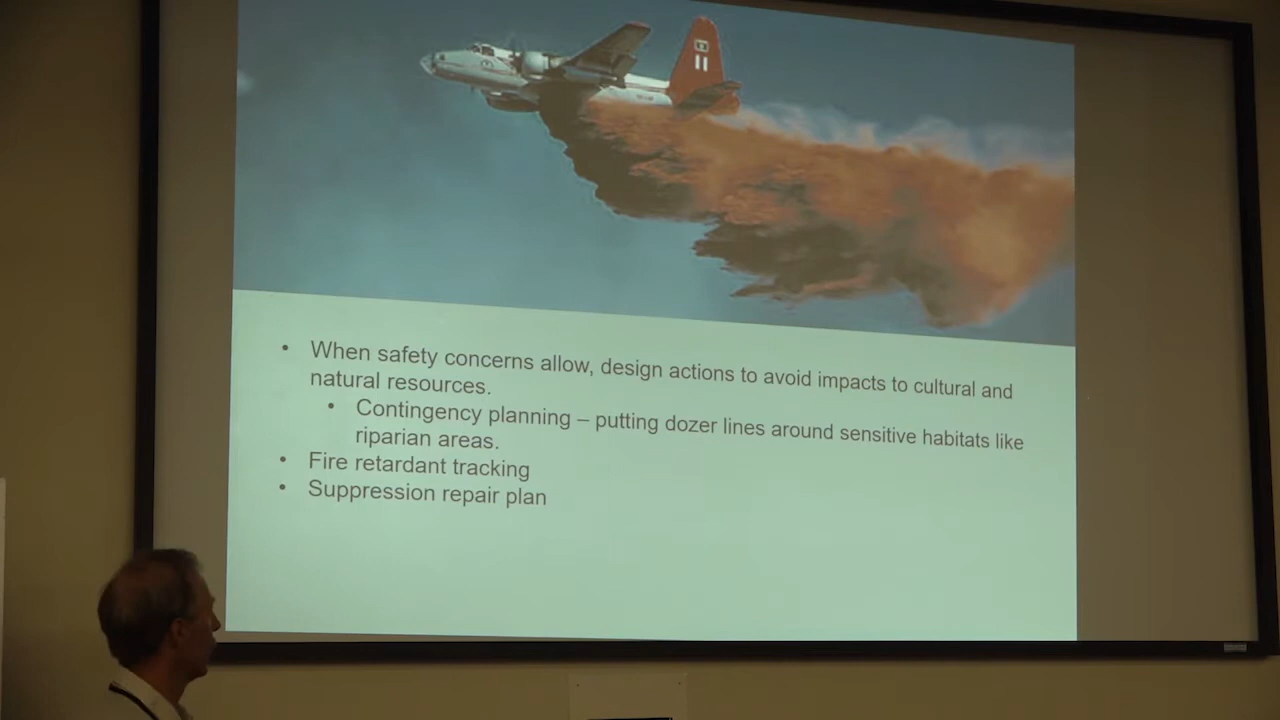 11
• When safety concerns allow, design actions to avoid impacts to cultural and
natural resources.
• Contingency planning – putting dozer lines around sensitive habitats like
riparian areas.
• Fire retardant tracking
• Suppression repair plan